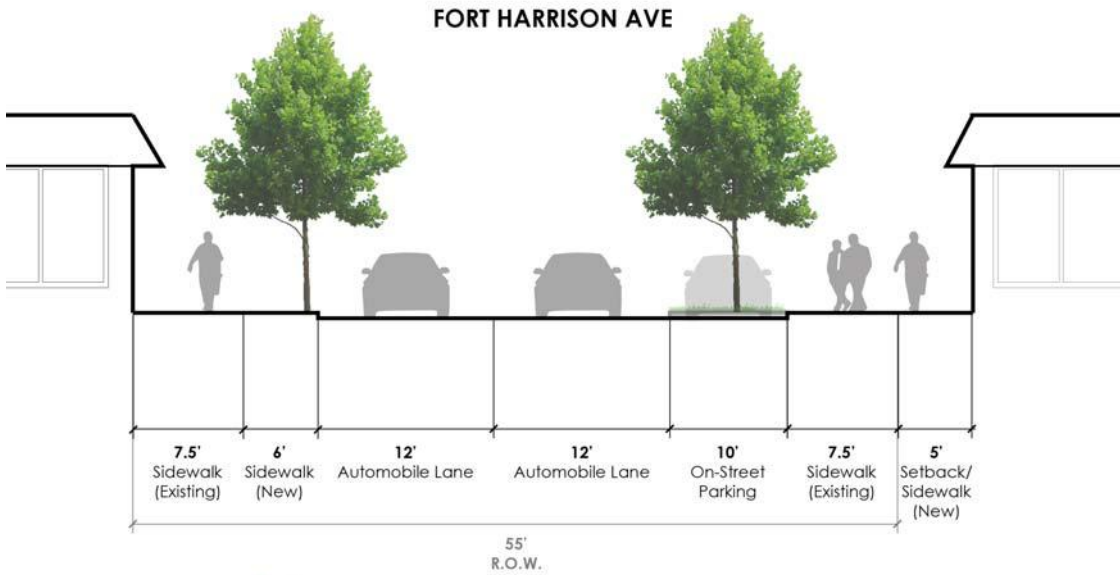 FORT HARRISON AVE
7.5'
Sidewalk
(Existing)
6'
Sidewalk
(New)
12'
Automobile Lane
12'
Automobile Lane
10'
On-Street
Parking
7.5'
Sidewalk
(Existing)
5'
Setback/
Sidewalk
(New)
55'
R.O.W.